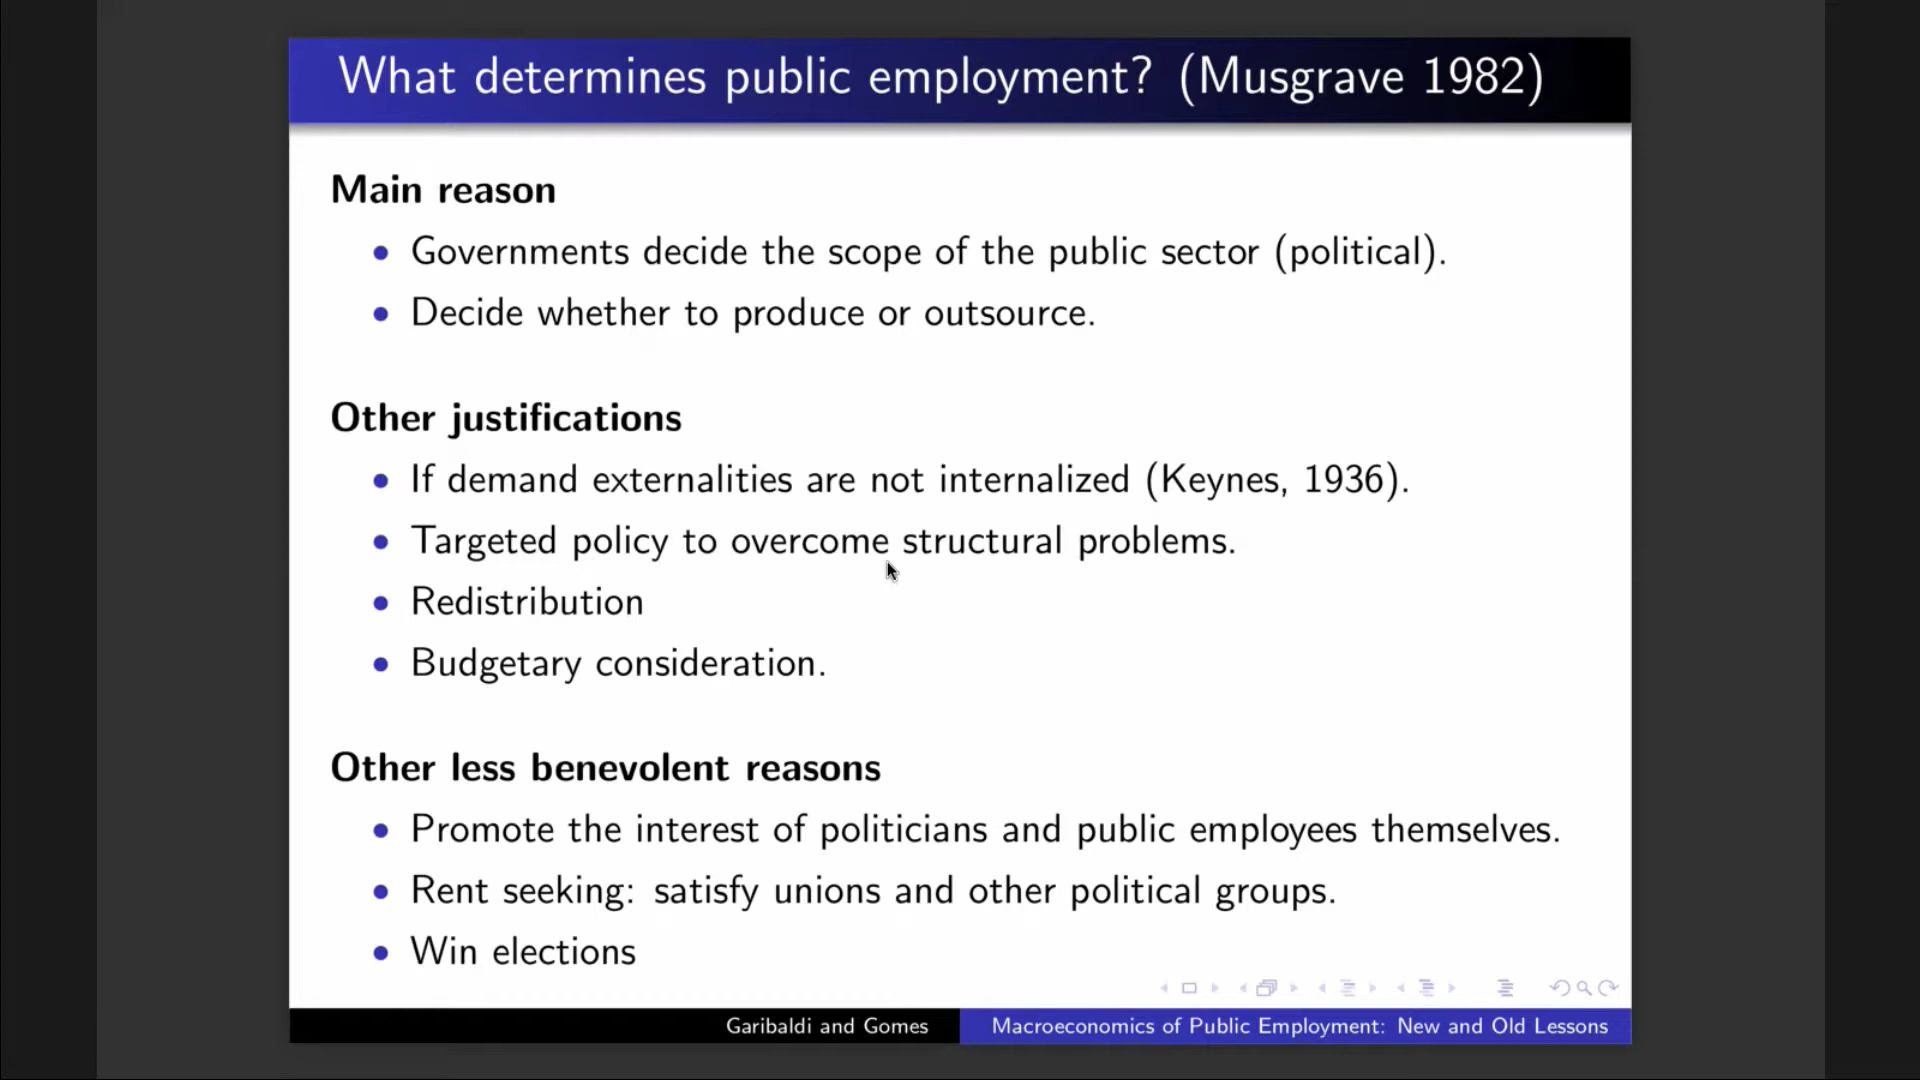 What determines public employment? (Musgrave 1982)
Main reason
• Governments decide the scope of the public sector (political).
• Decide whether to produce or outsource.
Other justifications
• If demand externalities are not internalized (Keynes, 1936).
• Targeted policy to overcome structural problems.
• Redistribution
• Budgetary consideration.
Other less benevolent reasons
• Promote the interest of politicians and public employees themselves.
• Rent seeking: satisfy unions and other political groups.
• Win elections
Garibaldi and Gomes
Macroeconomics of Public Employment: New and Old Lessons